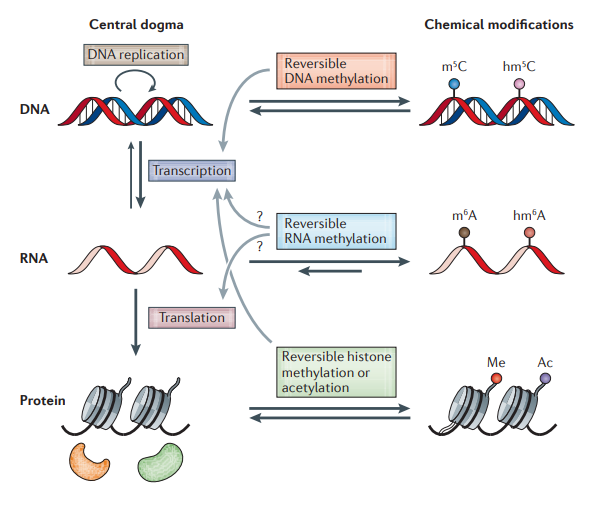 Central dogma
Chemical modifications
DNA replication
Reversible
DNA methylation
m⁵C
hm⁵C
DNA
Transcription
?
Reversible
RNA methylation
?
m⁶A
hm⁶A
RNA
Translation
Reversible histone
methylation or
acetylation
Me
Ac
Protein